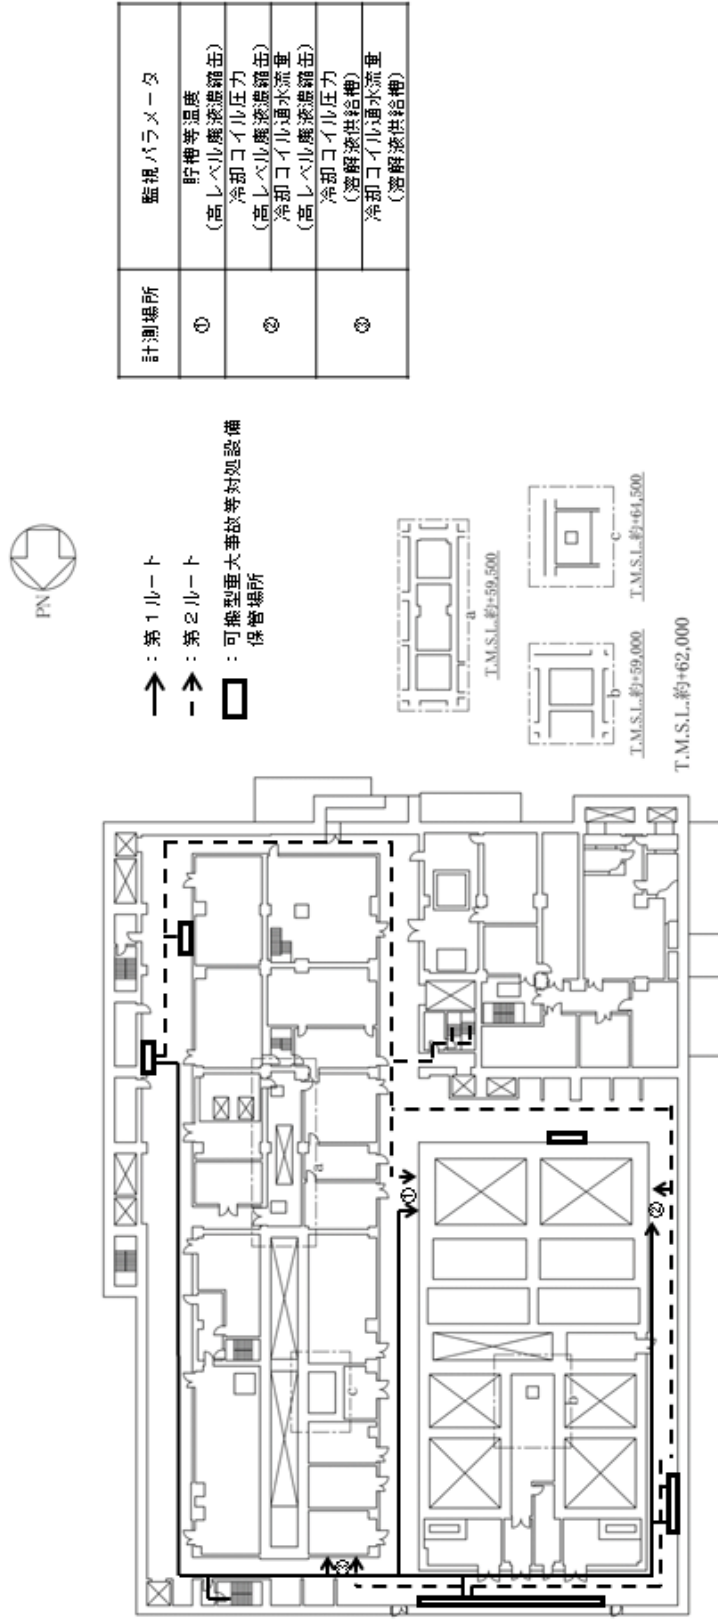 計測場所
監視パラメータ
①
貯槽等温度
(高レベル廃液濃縮缶)
②
冷却コイル圧力
(高レベル廃液濃縮缶)
冷却コイル通水流量
(高レベル廃液濃縮缶)
③
冷却コイル圧力
(溶解液供給槽)
冷却コイル通水流量
(溶解液供給槽)
PN
:第1ルート
:第2ルート
:可搬型重大事故等対処設備
保管場所
a
T.M.S.L.約+59,500
b
T.M.S.L.約+59,000
c
T.M.S.L.約+64,500
T.M.S.L.約+62,000
a
c
b
①
②
③